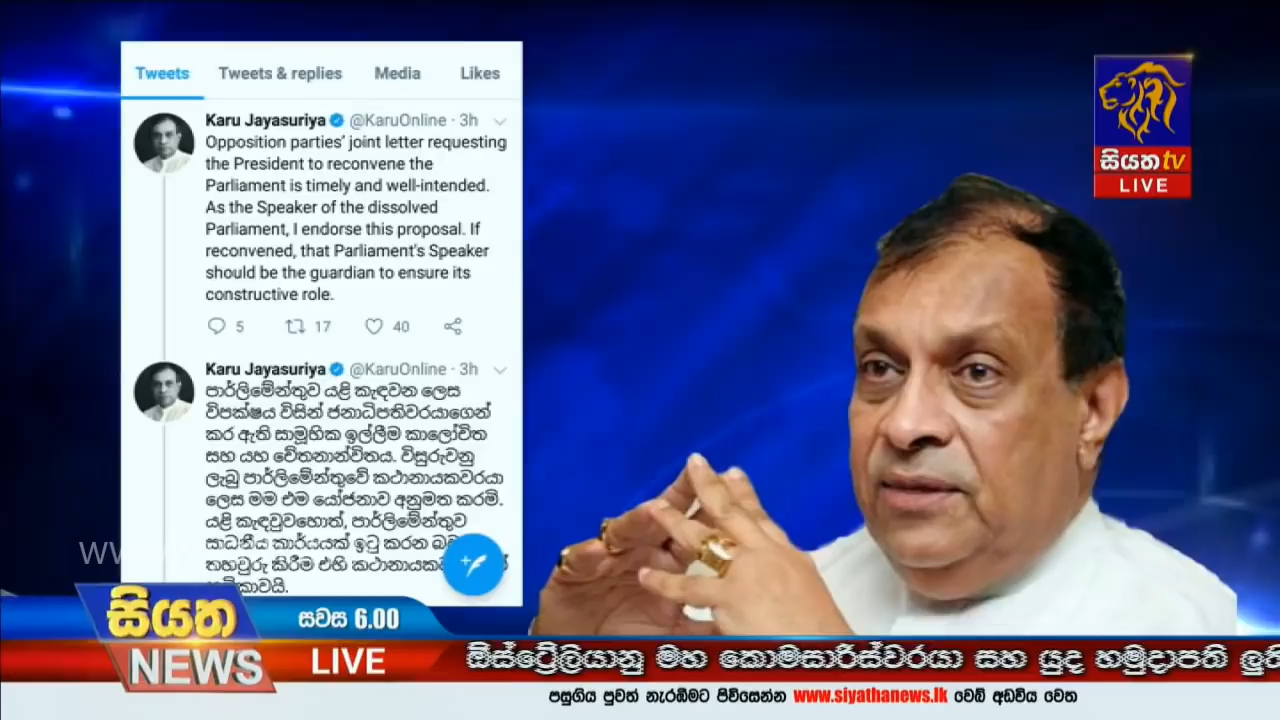 Tweets Tweets & replies Media Likes
Karu Jayasuriya @KaruOnline · 3h
Opposition parties' joint letter requesting
the President to reconvene the
Parliament is timely and well-intended.
As the Speaker of the dissolved
Parliament, I endorse this proposal. If
reconvened, that Parliament's Speaker
should be the guardian to ensure its
constructive role.
5 17 40
Karu Jayasuriya @KaruOnline · 3h
පාර්ලිමේන්තුව යළි කැඳවන ලෙස
විපක්ෂය විසින් ජනාධිපතිවරයාගෙන්
කර ඇති සාමූහික ඉල්ලීම කාලෝචිත
සහ යහ චේතනාන්විතය. විසුරුවනු
ලැබු පාර්ලිමේන්තුවේ කථානායකවරයා
ලෙස මම එම යෝජනාව අනුමත කරමි.
යළි කැඳවුවහොත්, පාර්ලිමේන්තුව
සාධනීය කාර්යයක් ඉටු කරන
තහවුරු කිරීම එහි
සියත tv
LIVE
සියත
NEWS
සවස 6.00
LIVE
ඕස්ට්‍රේලියානු මහ කොමසාරිස්වරයා සහ යුද හමුදාපති
පසුගිය පුවත් නැරඹීමට පිවිසෙන්න www.siyathanews.lk වෙබ් අඩවිය වෙත